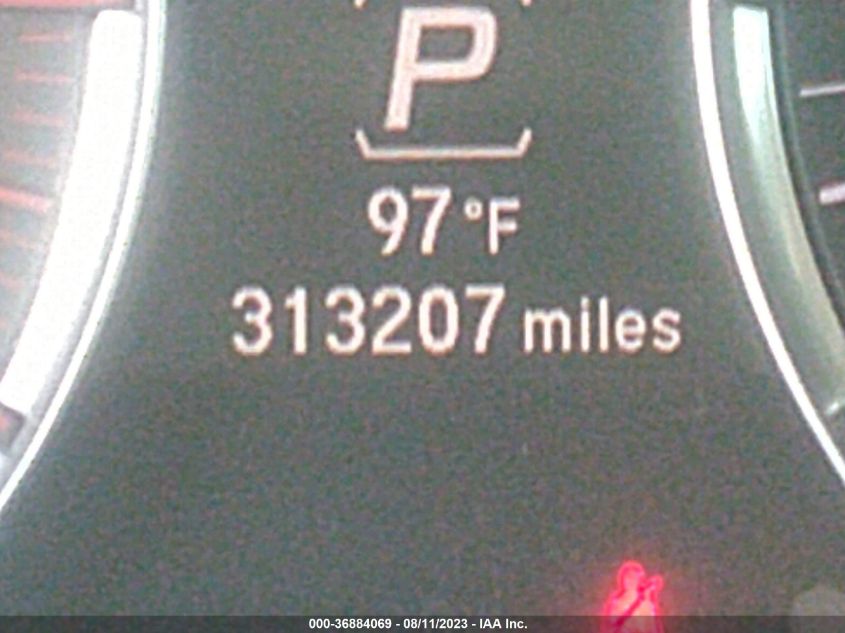 P
97°F
313207 miles
000-36884069 - 08/11/2023 - IAA Inc.